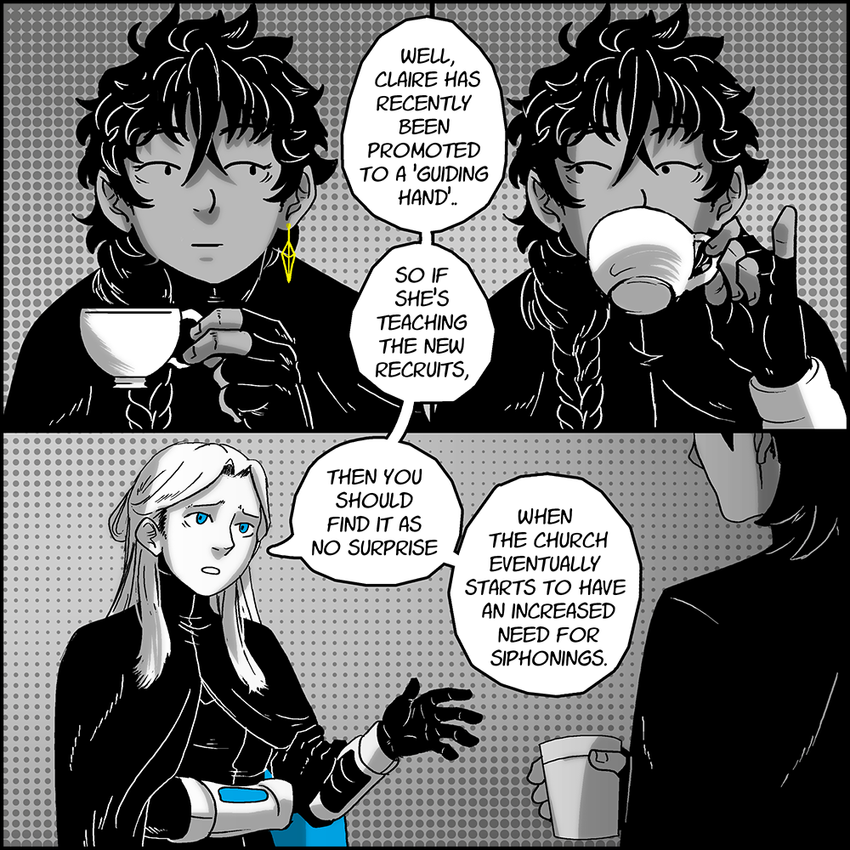 WELL,
CLAIRE HAS
RECENTLY
BEEN
PROMOTED
TO A 'GUIDING
HAND'..
SO IF
SHE'S
TEACHING
THE NEW
RECRUITS,
THEN YOU
SHOULD
FIND IT AS
NO SURPRISE
WHEN
THE CHURCH
EVENTUALLY
STARTS TO HAVE
AN INCREASED
NEED FOR
SIPHONINGS.